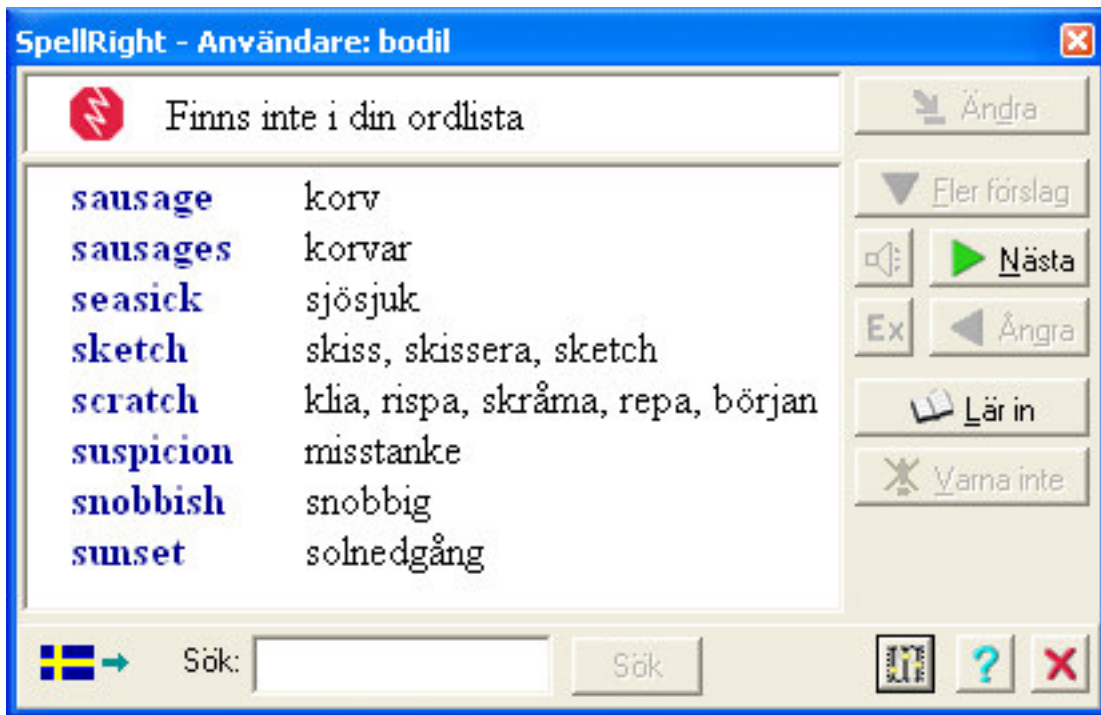 SpellRight - Användare: bodil
Finns inte i din ordlista
Ändra
sausage korv
sausages korvar
seasick sjösjuk
sketch skiss, skissera, sketch
scratch klia, rispa, skråma, repa, början
suspicion misstanke
snobbish snobbig
sunset solnedgång
Fler förslag
Nästa
Ex
Ångra
Lär in
Varna inte
Sök:
Sök
?